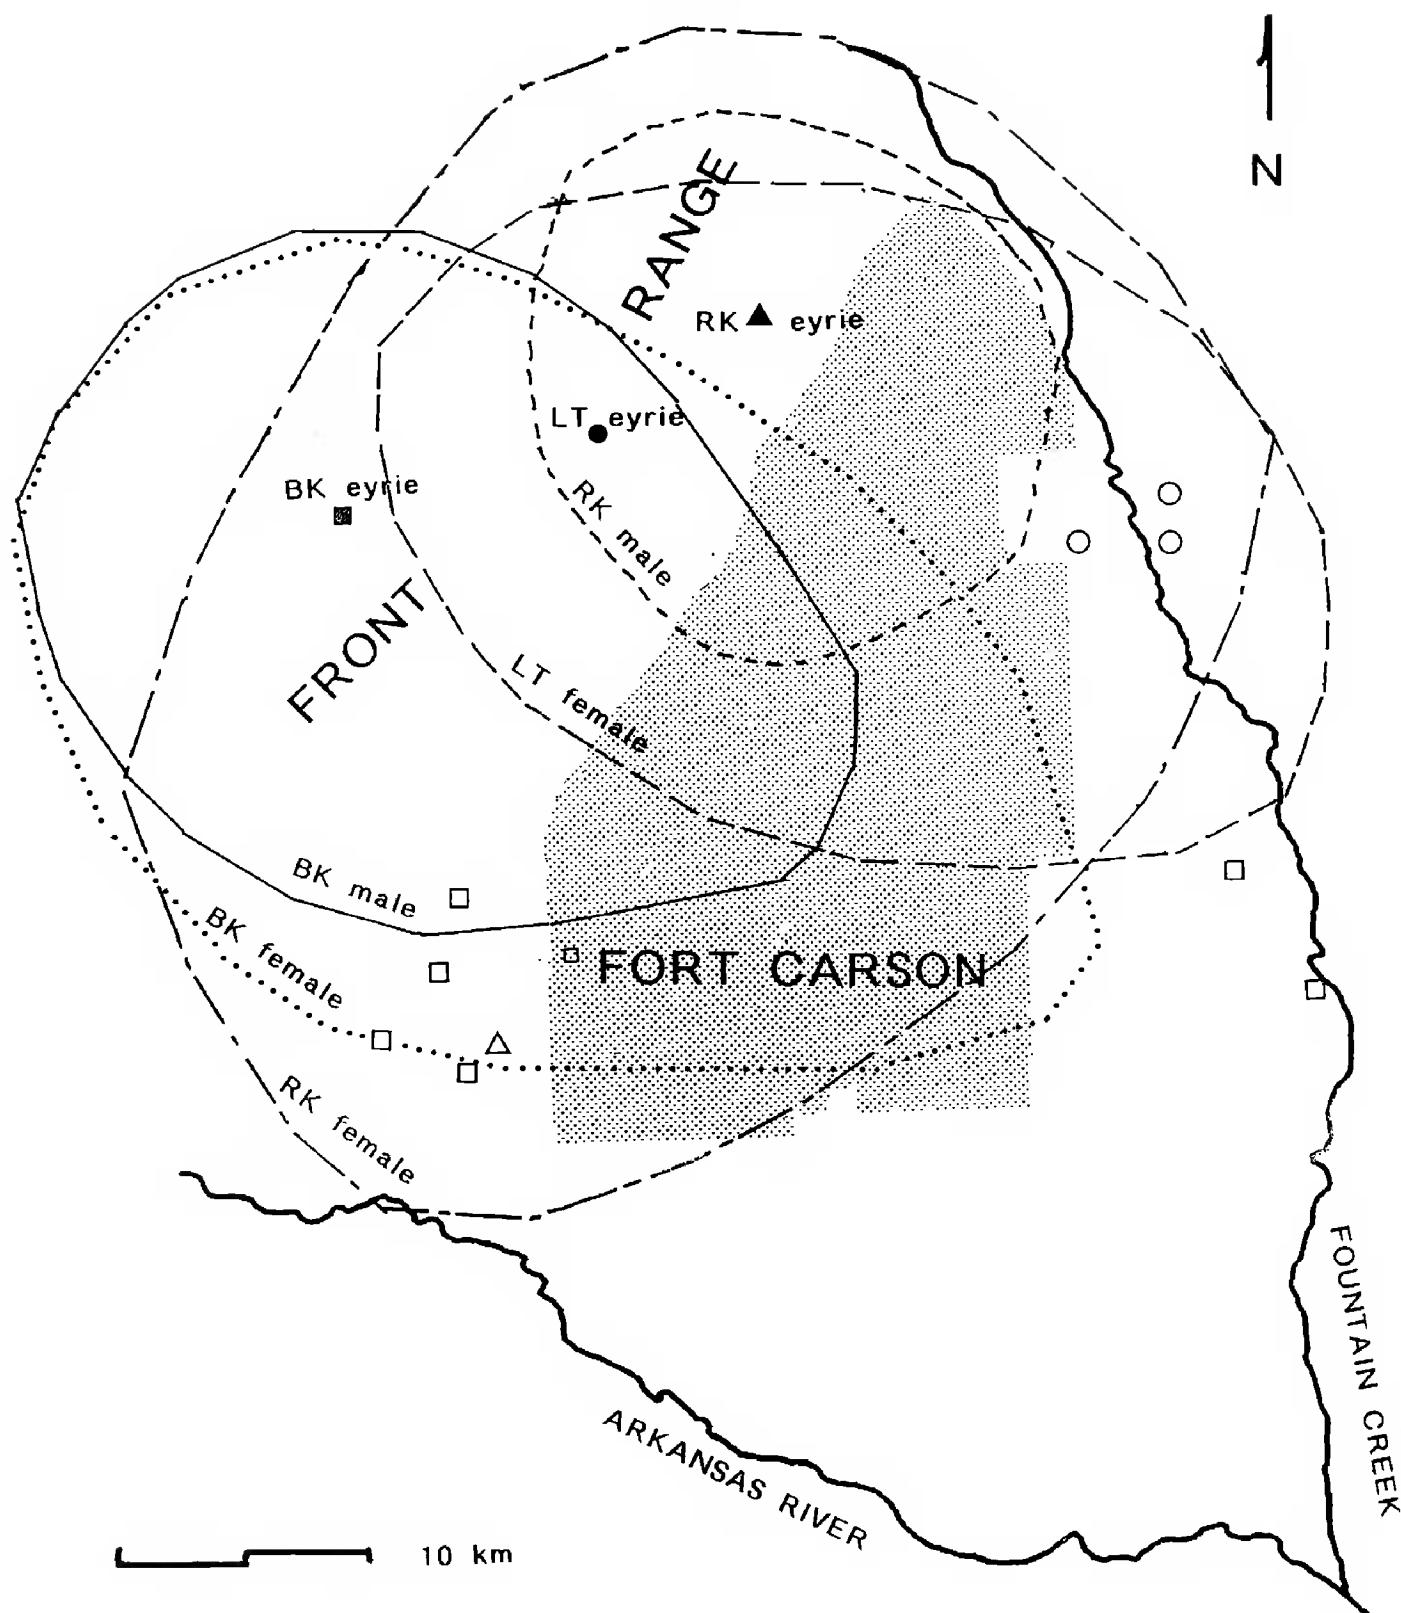 N
RANGE
RK eyrie
LT eyrie
BK eyrie
RK male
FRONT
LT female
BK male
BK female
FORT CARSON
RK female
FOUNTAIN CREEK
ARKANSAS RIVER
10 km